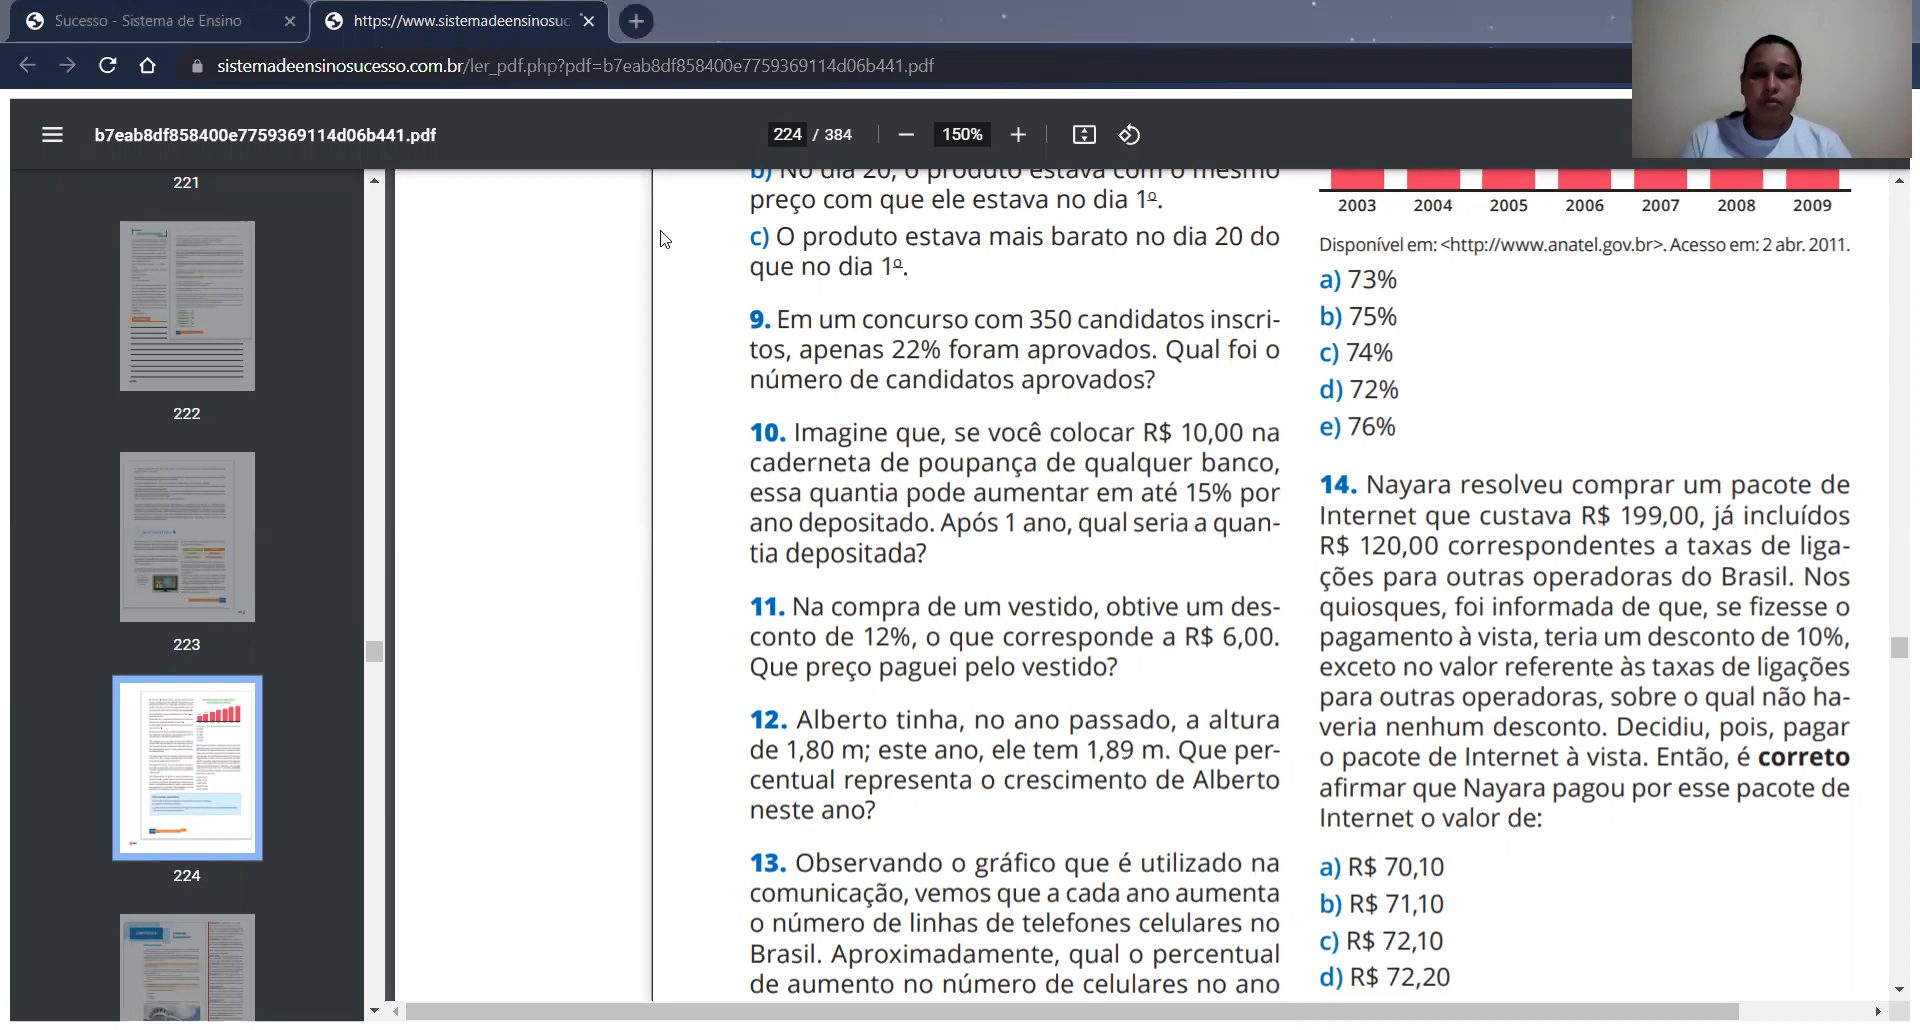 Sucesso - Sistema de Ensino
https://www.sistemadeensinosuc
sistemadeensinosucesso.com.br/ler_pdf.php?pdf=b7eab8df858400e7759369114d06b441.pdf
b7eab8df858400e7759369114d06b441.pdf
224 / 384
150%
221
222
223
224
b) No dia 20, o produto estava com o mesmo
preço com que ele estava no dia 1º.
c) O produto estava mais barato no dia 20 do
que no dia 1º.
9. Em um concurso com 350 candidatos inscri-
tos, apenas 22% foram aprovados. Qual foi o
número de candidatos aprovados?
10. Imagine que, se você colocar R$ 10,00 na
caderneta de poupança de qualquer banco,
essa quantia pode aumentar em até 15% por
ano depositado. Após 1 ano, qual seria a quan-
tia depositada?
11. Na compra de um vestido, obtive um des-
conto de 12%, o que corresponde a R$ 6,00.
Que preço paguei pelo vestido?
12. Alberto tinha, no ano passado, a altura
de 1,80 m; este ano, ele tem 1,89 m. Que per-
centual representa o crescimento de Alberto
neste ano?
13. Observando o gráfico que é utilizado na
comunicação, vemos que a cada ano aumenta
o número de linhas de telefones celulares no
Brasil. Aproximadamente, qual o percentual
de aumento no número de celulares no ano
2003 2004 2005 2006 2007 2008 2009
Disponível em: <http://www.anatel.gov.br>. Acesso em: 2 abr. 2011.
a) 73%
b) 75%
c) 74%
d) 72%
e) 76%
14. Nayara resolveu comprar um pacote de
Internet que custava R$ 199,00, já incluídos
R$ 120,00 correspondentes a taxas de liga-
ções para outras operadoras do Brasil. Nos
quiosques, foi informada de que, se fizesse o
pagamento à vista, teria um desconto de 10%,
exceto no valor referente às taxas de ligações
para outras operadoras, sobre o qual não ha-
veria nenhum desconto. Decidiu, pois, pagar
o pacote de Internet à vista. Então, é correto
afirmar que Nayara pagou por esse pacote de
Internet o valor de:
a) R$ 70,10
b) R$ 71,10
c) R$ 72,10
d) R$ 72,20